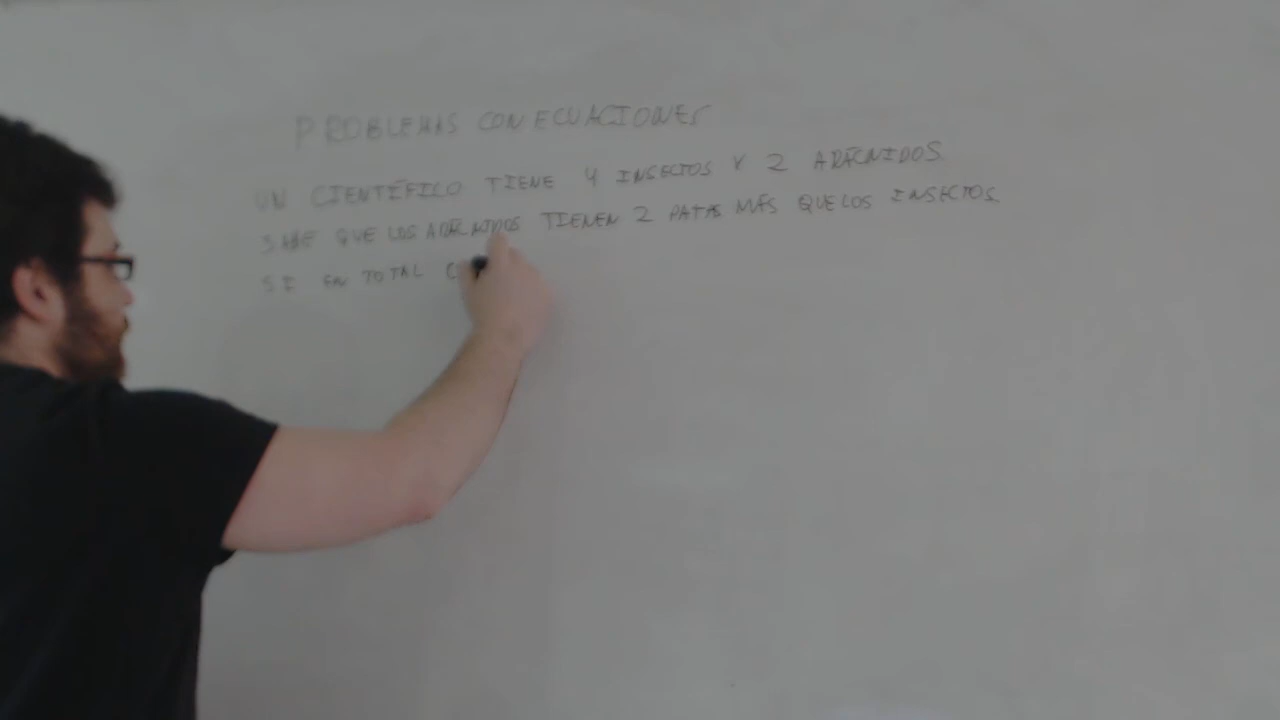 PROBLEMAS CON ECUACIONES
UN CIENTÍFICO TIENE 4 INSECTOS Y 2 ARÁCNIDOS
SABE QUE LOS ARÁCNIDOS TIENEN 2 PATAS MÁS QUE LOS INSECTOS.
SI EN TOTAL C